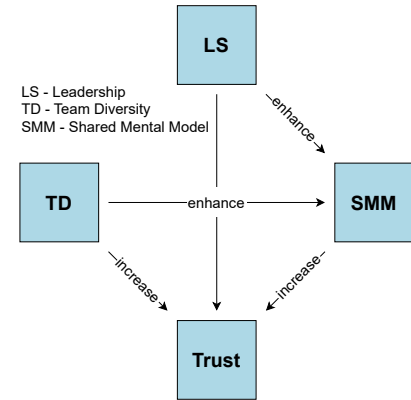 LS
LS - Leadership
TD - Team Diversity
SMM - Shared Mental Model
enhance
TD
enhance
SMM
increase
increase
Trust